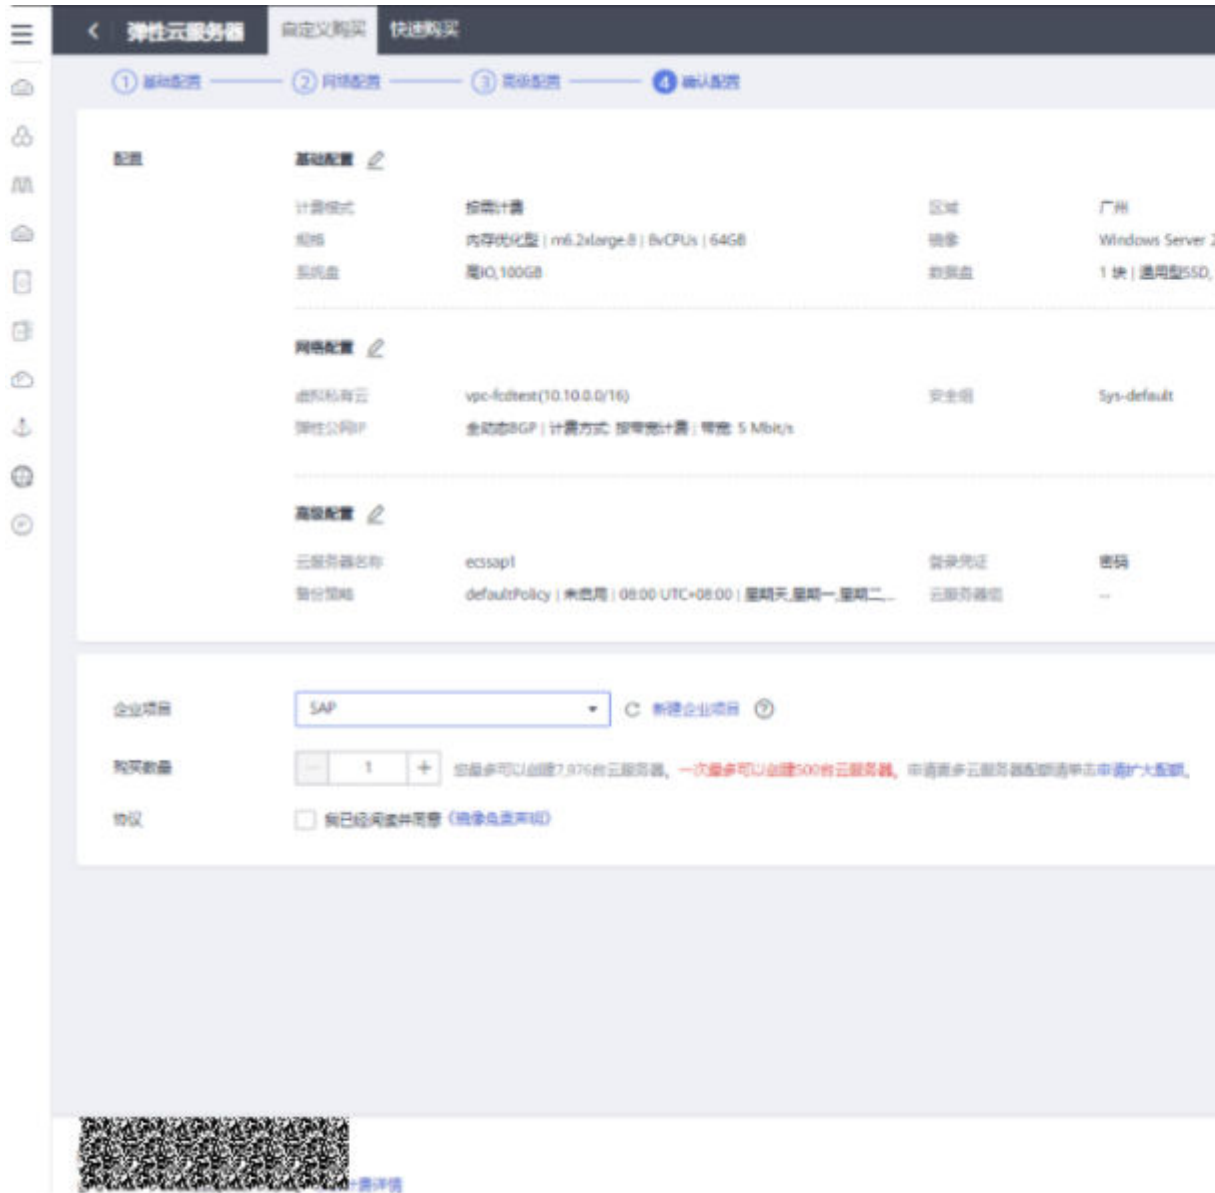 弹性云服务器 自定义购买 快速购买
1 基础配置 2 网络配置 3 高级配置 4 确认配置
配置 基础配置
计费模式 按需计费 区域 广州
规格 内存优化型 | m6.2xlarge.8 | 8vCPUs | 64GB 镜像 Windows Server 2
系统盘 高IO, 100GB 数据盘 1 块 | 通用型SSD,
网络配置
虚拟私有云 vpc-fcdtest(10.10.0.0/16) 安全组 Sys-default
弹性公网IP 全动态BGP | 计费方式: 按带宽计费 | 带宽: 5 Mbit/s
高级配置
云服务器名称 ecssap1 登录凭证 密码
备份策略 defaultPolicy | 未启用 | 08:00 UTC+08:00 | 星期天,星期一,星期二,... 云服务器组 --
企业项目 SAP 新建企业项目
购买数量 1 您最多可以创建7,976台云服务器。一次最多可以创建500台云服务器。申请更多云服务器配额请单击申请扩大配额。
协议 我已经阅读并同意《镜像免责声明》
计费详情